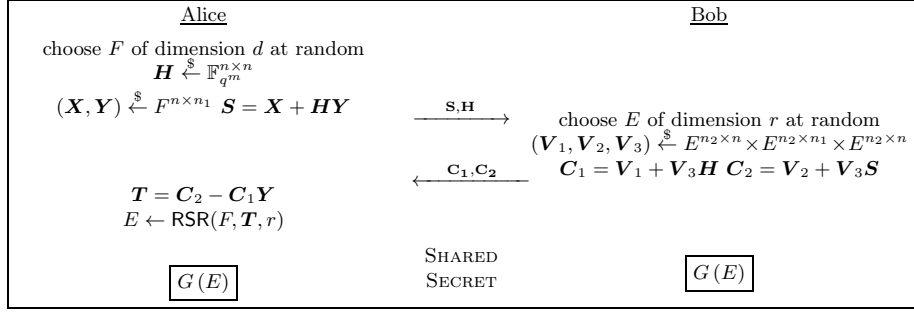 Alice
choose F of dimension d at random
H ←$ 𝔽_{q^m}^{n×n}
(X, Y) ←$ F^{n×n_1} S = X + HY
S,H
Bob
choose E of dimension r at random
(V_1, V_2, V_3) ←$ E^{n_2×n} × E^{n_2×n_1} × E^{n_2×n}
C_1 = V_1 + V_3H C_2 = V_2 + V_3S
C_1,C_2
T = C_2 − C_1Y
E ← RSR(F, T, r)
SHARED
SECRET
G (E)
G (E)